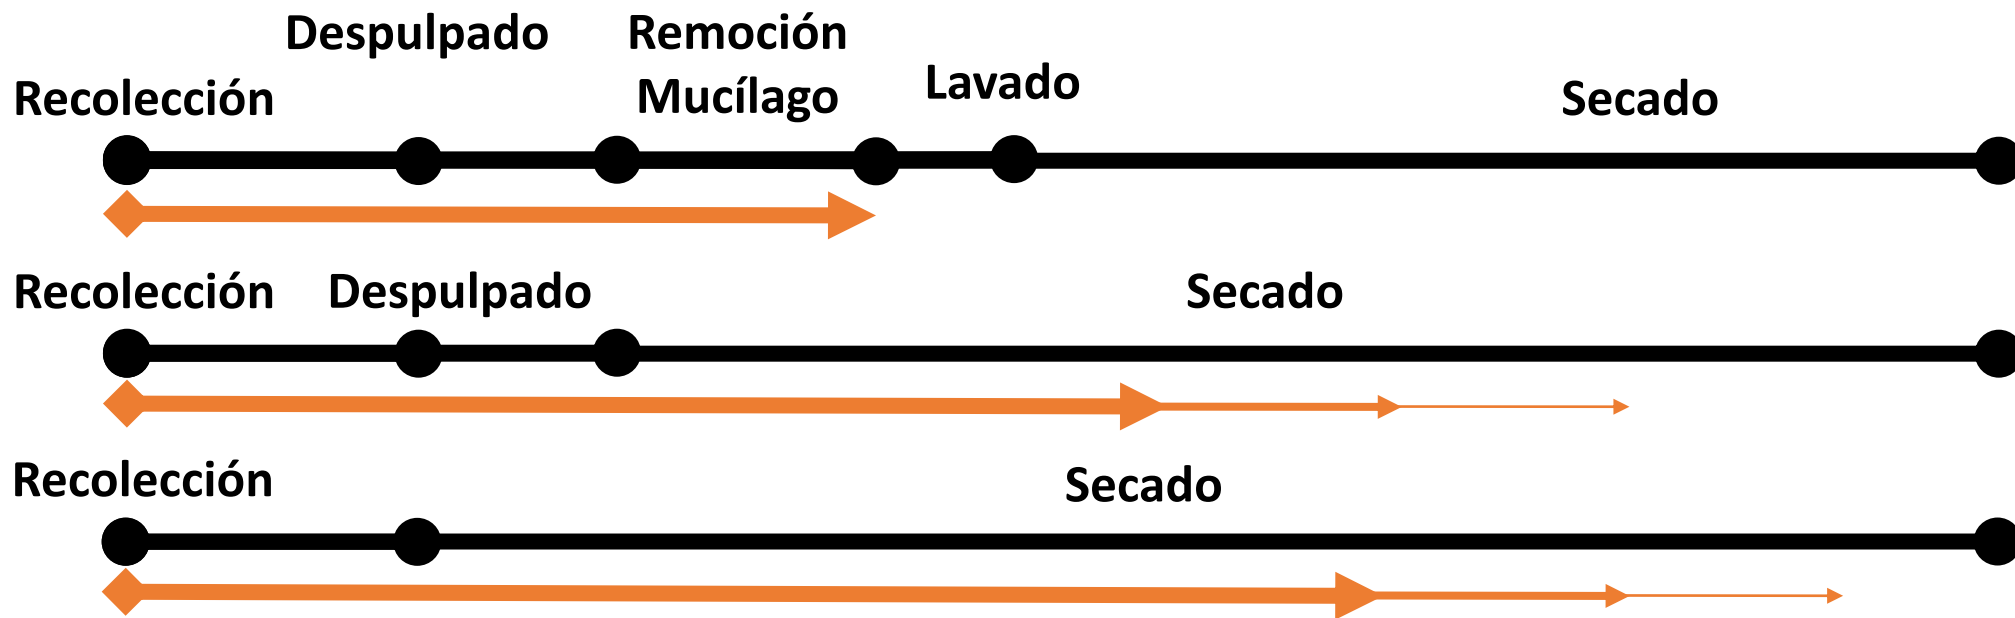 Despulpado
Remoción
Mucílago
Recolección
Lavado
Secado
Recolección
Despulpado
Secado
Recolección
Secado